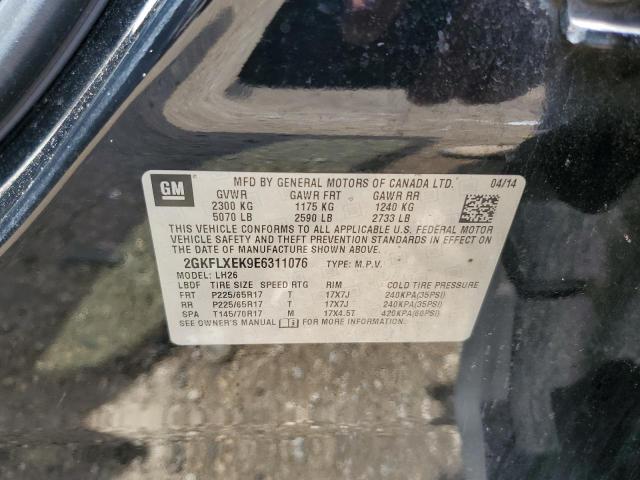 GM
MFD BY GENERAL MOTORS OF CANADA LTD. 04/14
GVWR GAWR FRT GAWR RR
2300 KG 1175 KG 1240 KG
5070 LB 2590 LB 2733 LB
THIS VEHICLE CONFORMS TO ALL APPLICABLE U.S. FEDERAL MOTOR
VEHICLE SAFETY, AND THEFT PREVENTION STANDARDS IN EFFECT ON
THE DATE OF MANUFACTURE SHOWN ABOVE.
2GKFLXEK9E6311076 TYPE: M.P.V.
MODEL: LH26
LBDF TIRE SIZE SPEED RTG RIM COLD TIRE PRESSURE
FRT P225/65R17 T 17X7J 240KPA(35PSI)
RR P225/65R17 T 17X7J 240KPA(35PSI)
SPA T145/70R17 M 17X4.5T 420KPA(60PSI)
SEE OWNER'S MANUAL FOR MORE INFORMATION.